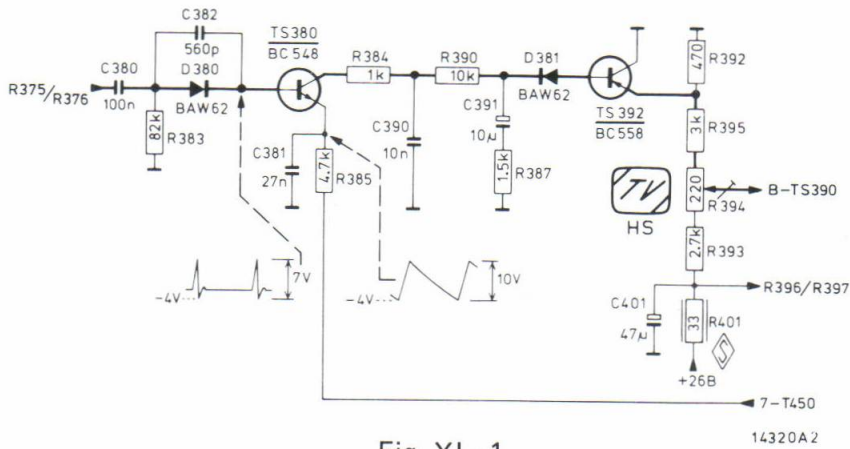 C382
560p
TS380
BC548
C380
D380
R375/R376
100n
BAW62
82k
R383
R384
1k
R390
10k
D381
BAW62
TS392
BC558
470
R392
3k
R395
C391
10µ
C390
10n
1.5k
R387
C381
27n
4.7k
R385
TV
HS
220
R394
B-TS390
2.7k
R393
7V
-4V
-4V
10V
R396/R397
C401
47µ
33
R401
S
+26B
7-T450
14320A2